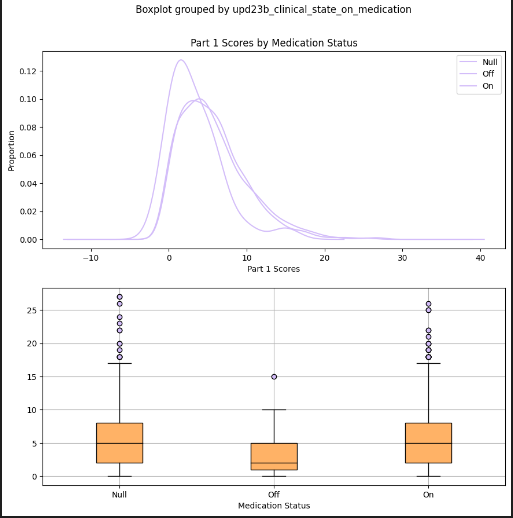 Boxplot grouped by upd23b_clinical_state_on_medication
Part 1 Scores by Medication Status
Null
Off
On
0.12
0.10
0.08
0.06
0.04
0.02
0.00
Proportion
−10 0 10 20 30 40
Part 1 Scores
25
20
15
10
5
0
Null Off On
Medication Status